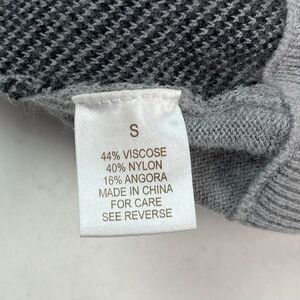 S
44% VISCOSE
40% NYLON
16% ANGORA
MADE IN CHINA
FOR CARE
SEE REVERSE